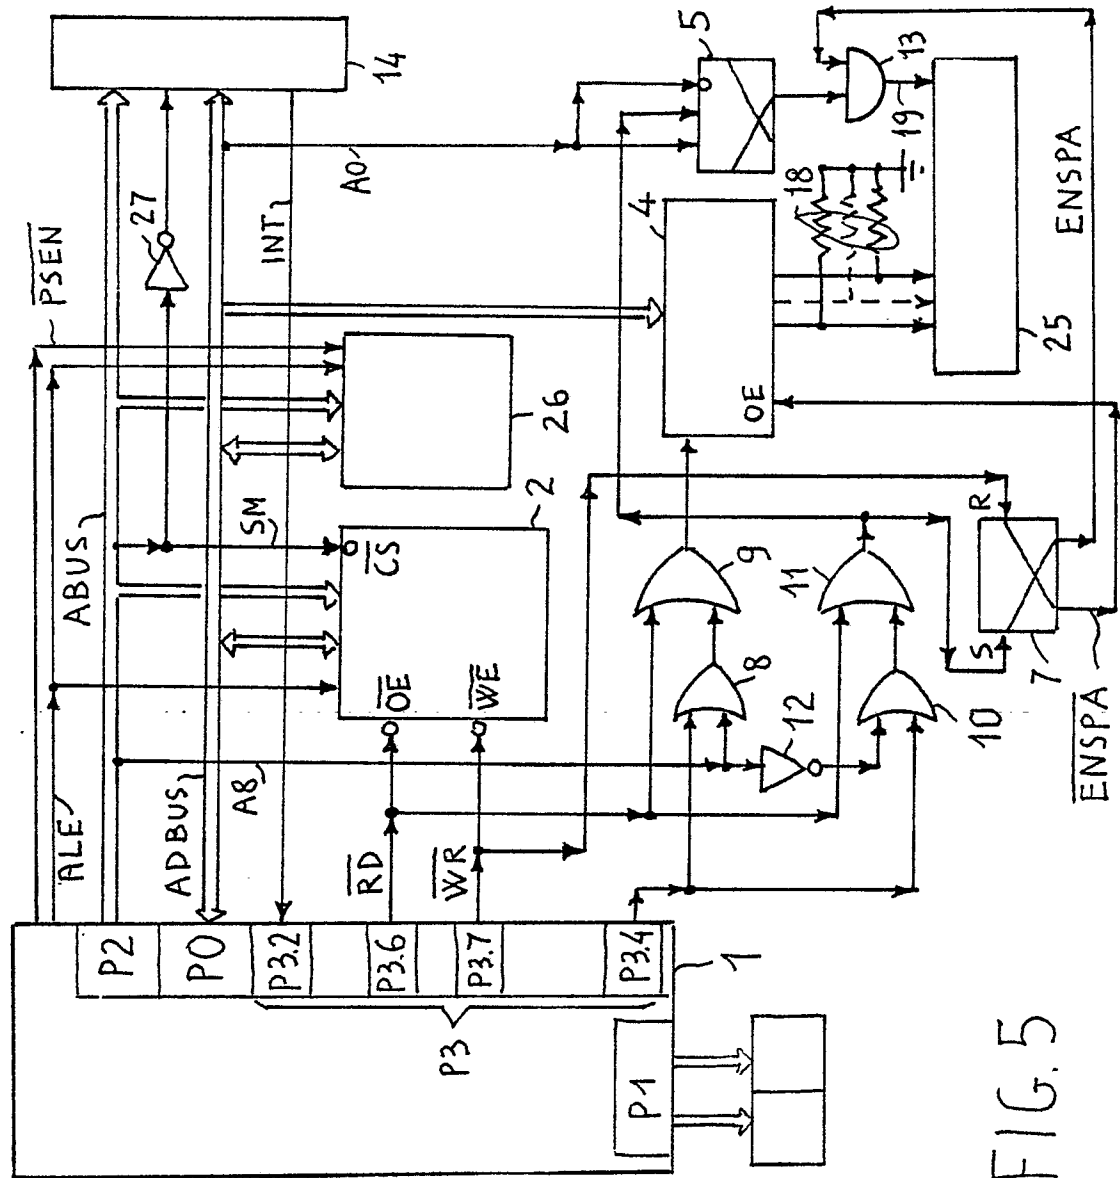 14
PSEN
27
ABUS
SM
INT
A0
ALE
ADBUS
A8
26
2
CS
OE
WE
RD
WR
P2
P0
P3.2
P3.6
P3.7
P3.4
P3
P1
1
5
13
19
18
4
OE
25
ENSPA
9
8
11
12
10
R
S
7
ENSPA
FIG. 5